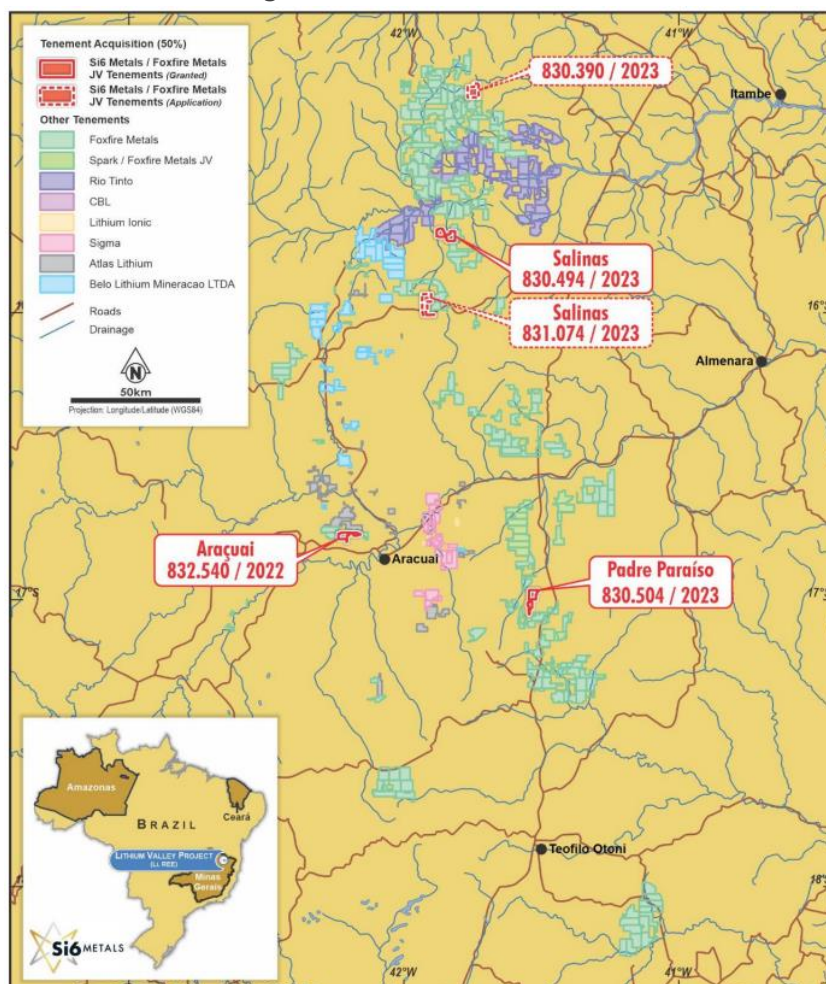 42°W
41°W
Tenement Acquisition (50%)
Si6 Metals / Foxfire Metals
JV Tenements (Granted)
Si6 Metals / Foxfire Metals
JV Tenements (Application)
Other Tenements
Foxfire Metals
Spark / Foxfire Metals JV
Rio Tinto
CBL
Lithium Ionic
Sigma
Atlas Lithium
Belo Lithium Mineracao LTDA
Roads
Drainage
N
50km
Projection: Longitude/Latitude (WGS84)
830.390 / 2023
Itambe
Salinas
830.494 / 2023
Salinas
831.074 / 2023
16°S
Almenara
Araçuai
832.540 / 2022
Aracuai
Padre Paraíso
830.504 / 2023
17°S
17°S
Amazonas
Ceará
BRAZIL
LITHIUM VALLEY PROJECT
(Li, REE)
Minas
Gerais
Si6 METALS
Teofilo Otoni
18°S
42°W
41°W